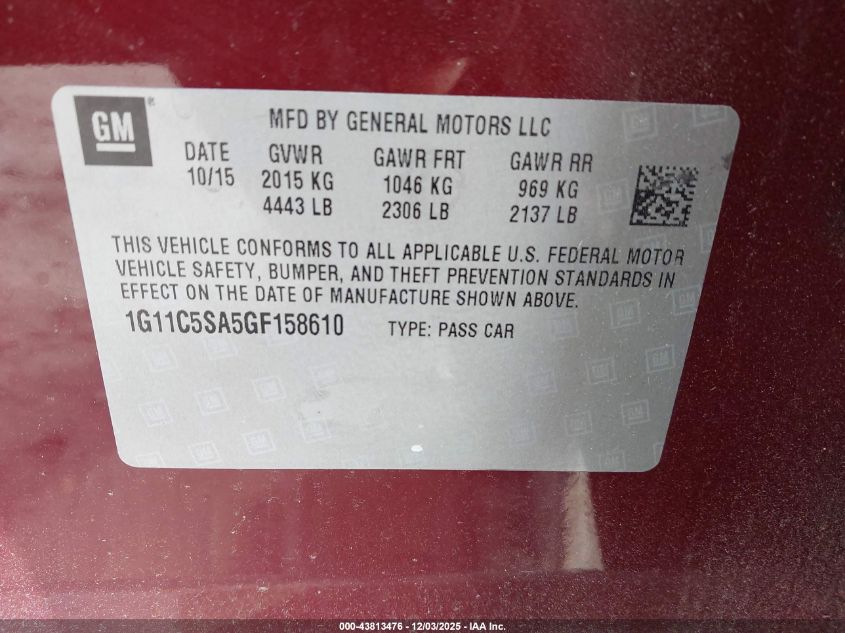 GM
MFD BY GENERAL MOTORS LLC
DATE GVWR GAWR FRT GAWR RR
10/15 2015 KG 1046 KG 969 KG
4443 LB 2306 LB 2137 LB
THIS VEHICLE CONFORMS TO ALL APPLICABLE U.S. FEDERAL MOTOR
VEHICLE SAFETY, BUMPER, AND THEFT PREVENTION STANDARDS IN
EFFECT ON THE DATE OF MANUFACTURE SHOWN ABOVE.
1G11C5SA5GF158610 TYPE: PASS CAR
000-43813476 - 12/03/2025 - IAA Inc.